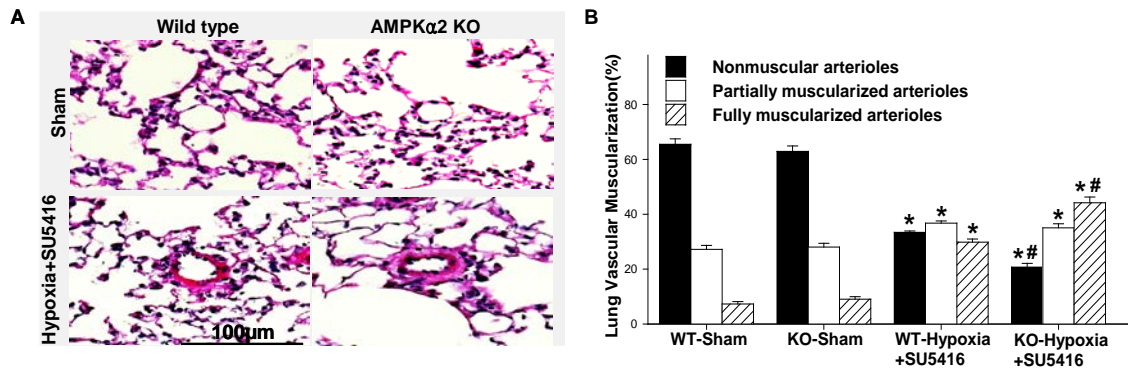 A
Wild type
AMPKα2 KO
Sham
Hypoxia+SU5416
100µm
B
Lung Vascular Muscularization(%)
80
60
40
20
0
Nonmuscular arterioles
Partially muscularized arterioles
Fully muscularized arterioles
* * *
*# * *#
WT-Sham
KO-Sham
WT-Hypoxia
+SU5416
KO-Hypoxia
+SU5416